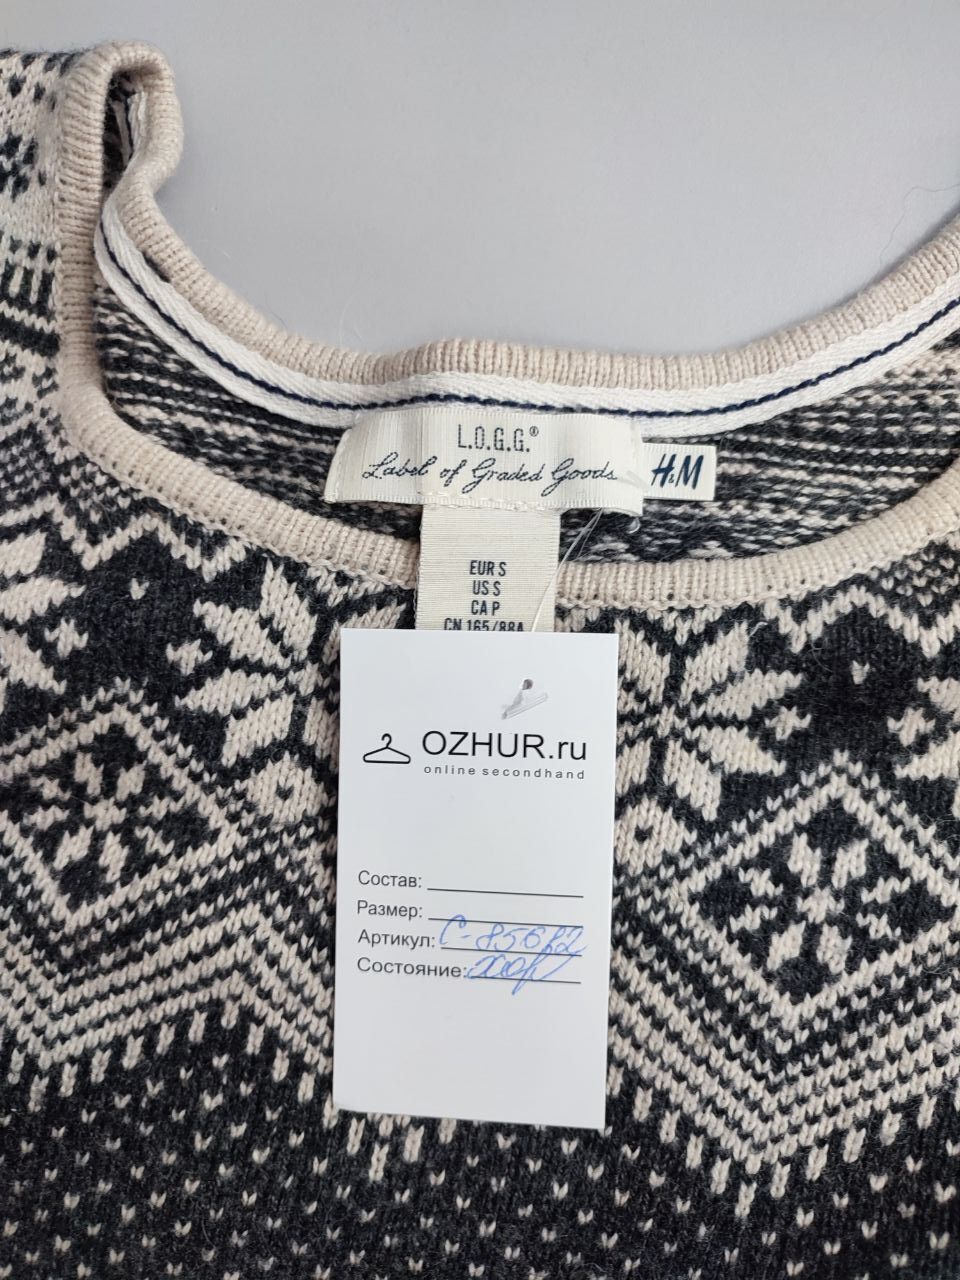 L.O.G.G.®
Label of Graded Goods
H&M
EUR S
US S
CA P
CN 165/88A
OZHUR.ru
online secondhand
Состав:
Размер:
Артикул: С-85682
Состояние: хор